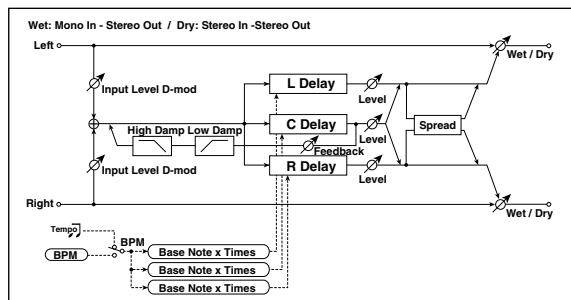 Wet: Mono In - Stereo Out / Dry: Stereo In -Stereo Out
Left
Wet / Dry
Input Level D-mod
L Delay
Level
High Damp Low Damp
C Delay
Level
Spread
Feedback
Input Level D-mod
R Delay
Level
Right
Wet / Dry
Tempo
BPM
BPM
Base Note x Times
Base Note x Times
Base Note x Times